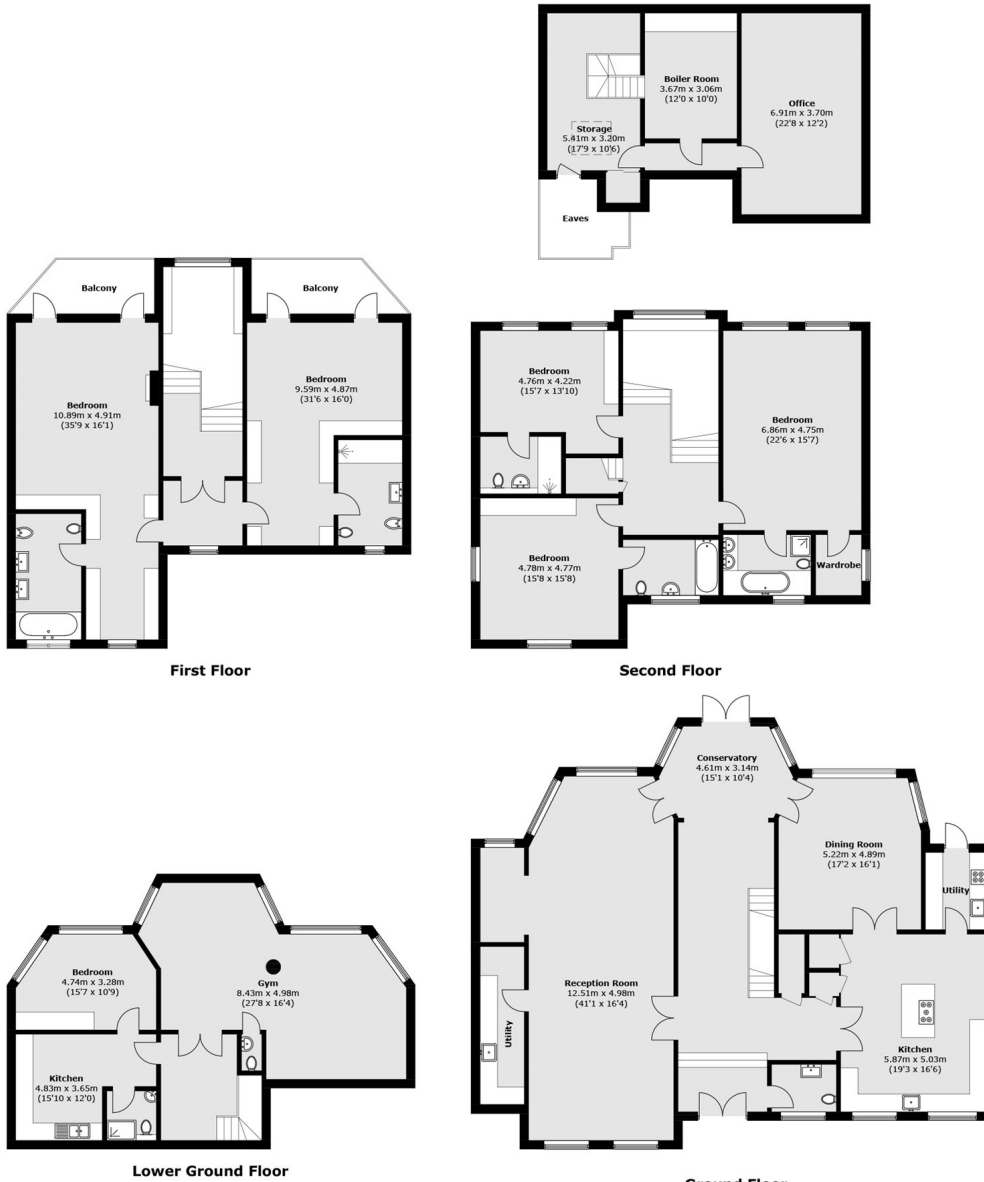 Boiler Room
3.67m x 3.06m
(12'0 x 10'0)
Office
6.91m x 3.70m
(22'8 x 12'2)
Storage
5.41m x 3.20m
(17'9 x 10'6)
Eaves
Balcony
Balcony
Bedroom
10.89m x 4.91m
(35'9 x 16'1)
Bedroom
9.59m x 4.87m
(31'6 x 16'0)
First Floor
Bedroom
4.76m x 4.22m
(15'7 x 13'10)
Bedroom
6.86m x 4.75m
(22'6 x 15'7)
Bedroom
4.78m x 4.77m
(15'8 x 15'8)
Wardrobe
Second Floor
Bedroom
4.74m x 3.28m
(15'7 x 10'9)
Gym
8.43m x 4.98m
(27'8 x 16'4)
Kitchen
4.83m x 3.65m
(15'10 x 12'0)
Lower Ground Floor
Conservatory
4.61m x 3.14m
(15'1 x 10'4)
Dining Room
5.22m x 4.89m
(17'2 x 16'1)
Utility
Reception Room
12.51m x 4.98m
(41'1 x 16'4)
Utility
Kitchen
5.87m x 5.03m
(19'3 x 16'6)
Ground Floor